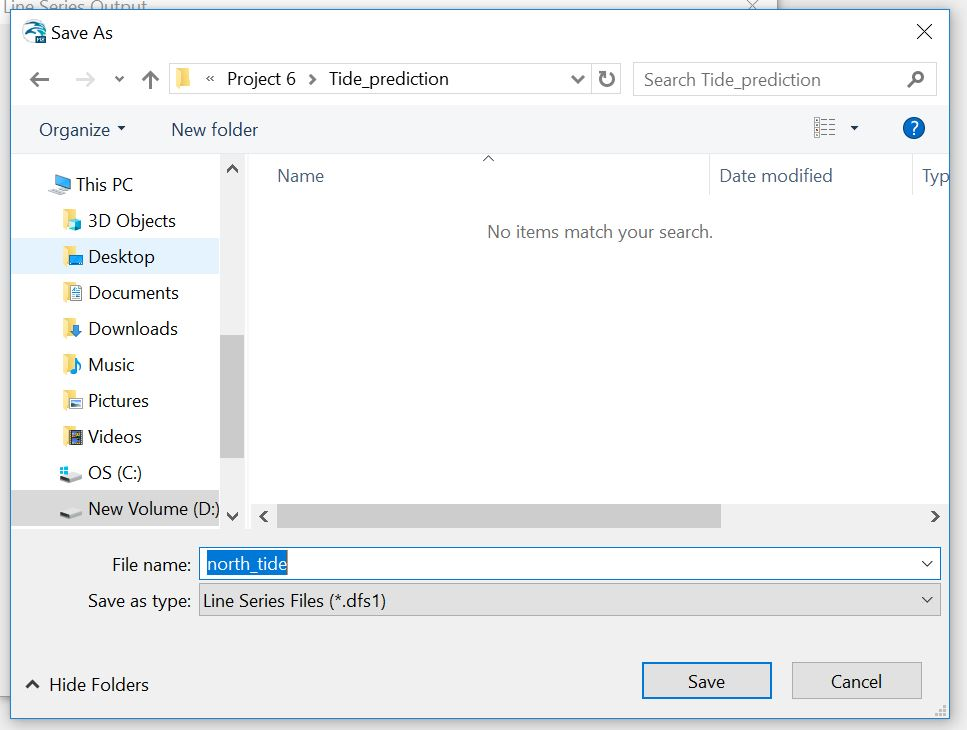 Line Series Output
Save As
« Project 6 > Tide_prediction
Search Tide_prediction
Organize
New folder
?
This PC
3D Objects
Desktop
Documents
Downloads
Music
Pictures
Videos
OS (C:)
New Volume (D:)
Name
Date modified
Typ
No items match your search.
File name: north_tide
Save as type: Line Series Files (*.dfs1)
Hide Folders
Save
Cancel